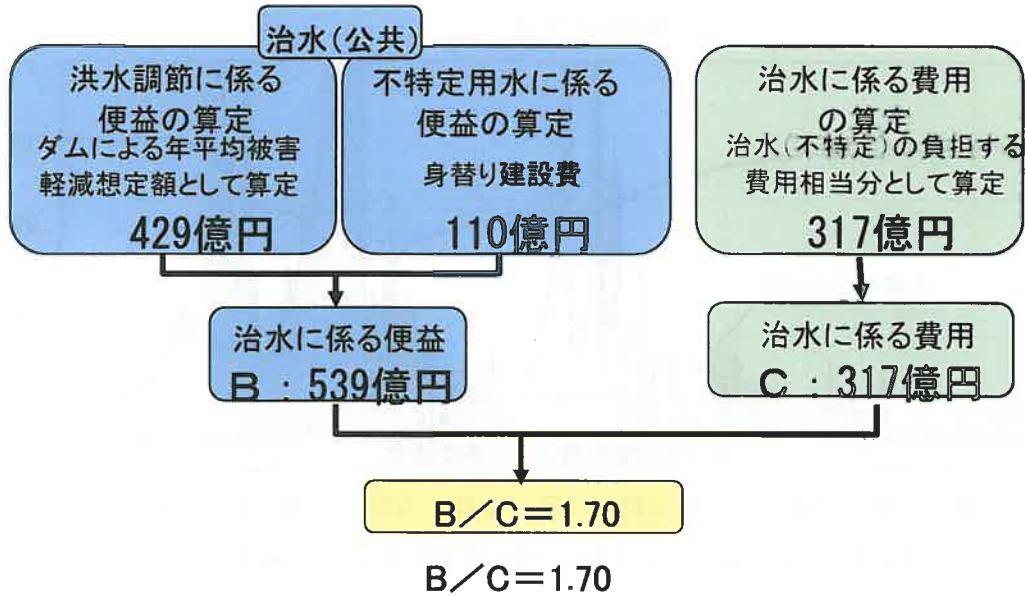 治水(公共)
洪水調節に係る
便益の算定
ダムによる年平均被害
軽減想定額として算定
429億円
不特定用水に係る
便益の算定
身替り建設費
110億円
治水に係る費用
の算定
治水(不特定)の負担する
費用相当分として算定
317億円
治水に係る便益
B:539億円
治水に係る費用
C:317億円
B/C=1.70
B/C=1.70